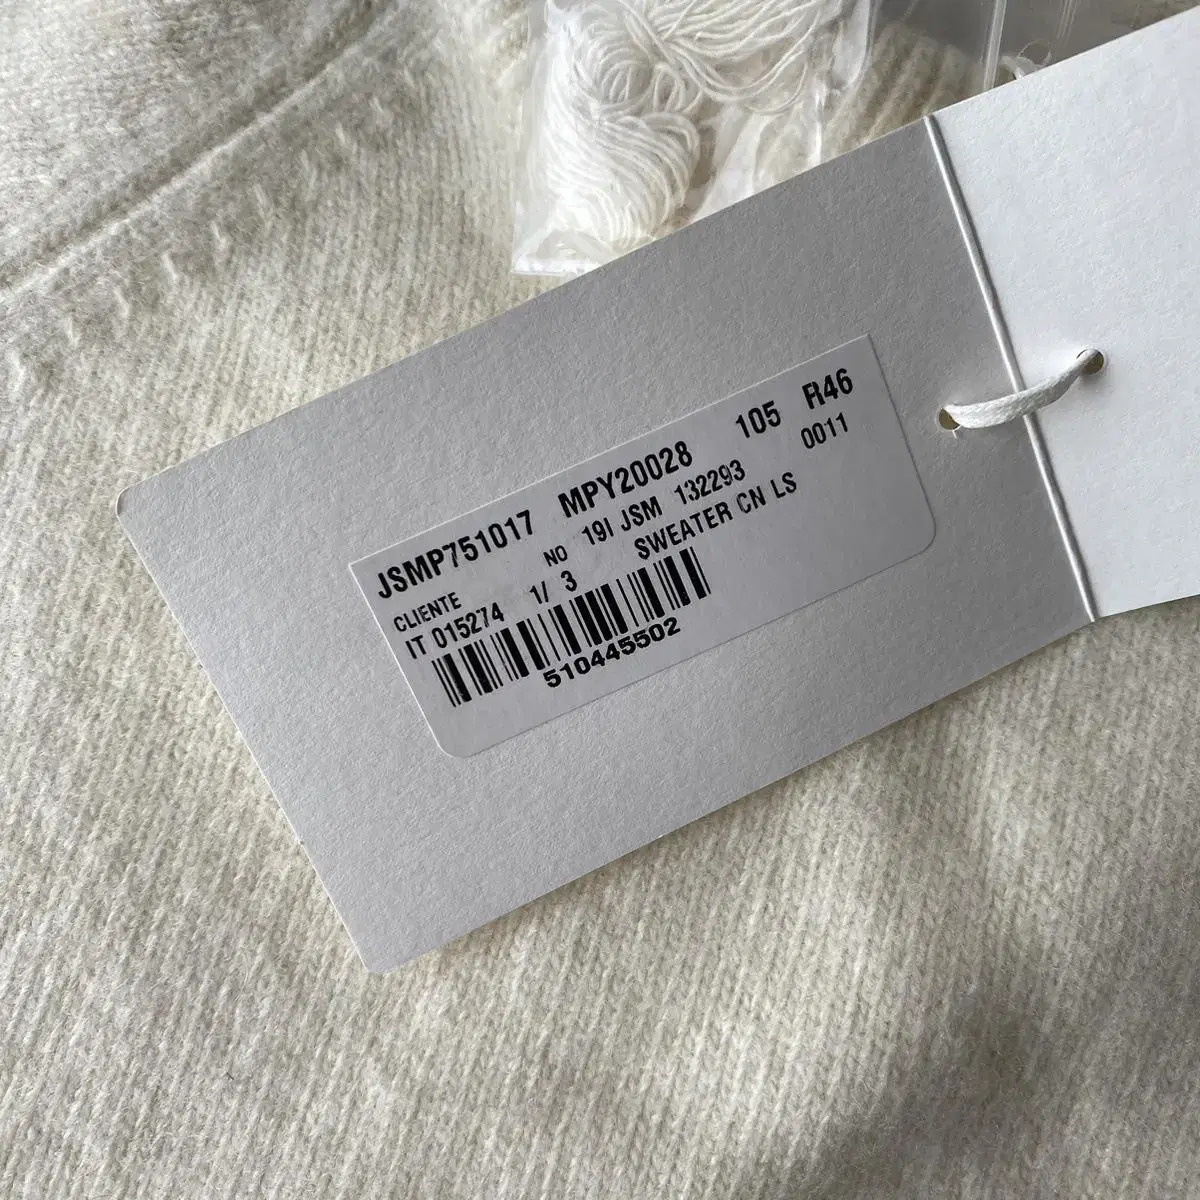 JSMP751017 MPY20028 105 R46
CLIENTE NO 19I JSM 132293 0011
IT 015274 1/ 3 SWEATER CN LS
510445502